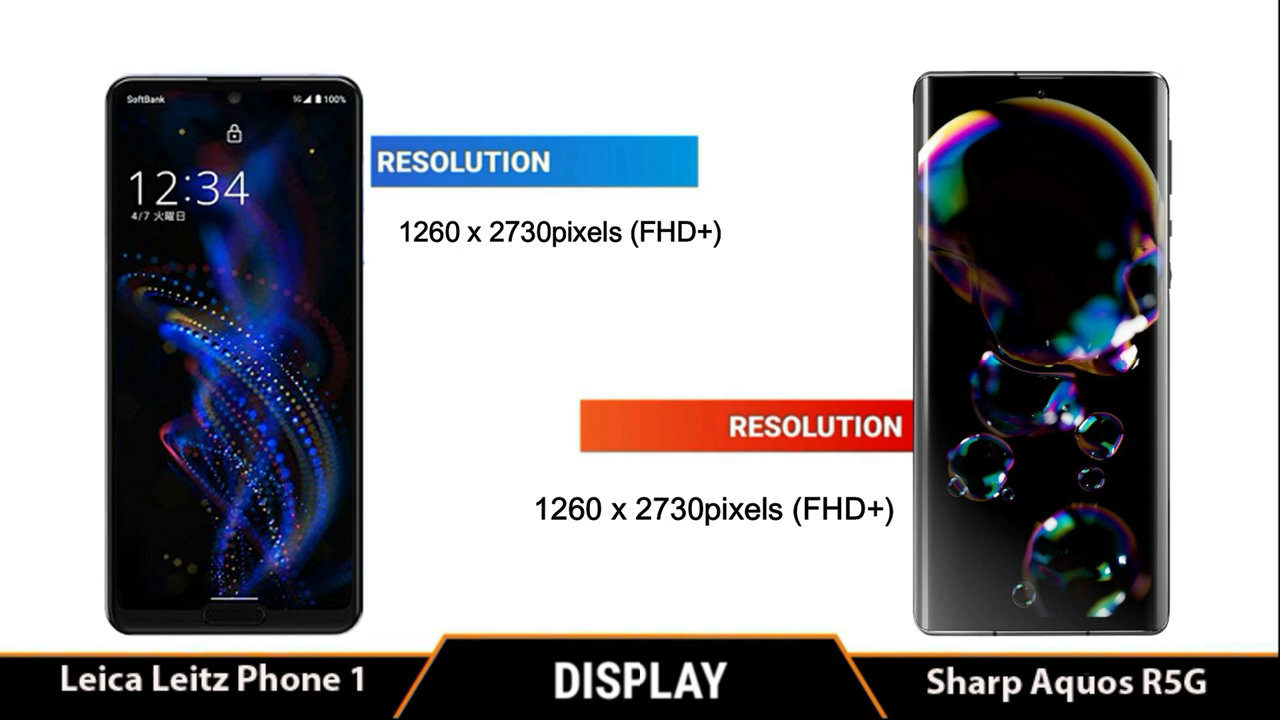 SoftBank
5G 100%
12:34
4/7 火曜日
RESOLUTION
1260 x 2730pixels (FHD+)
RESOLUTION
1260 x 2730pixels (FHD+)
Leica Leitz Phone 1
DISPLAY
Sharp Aquos R5G